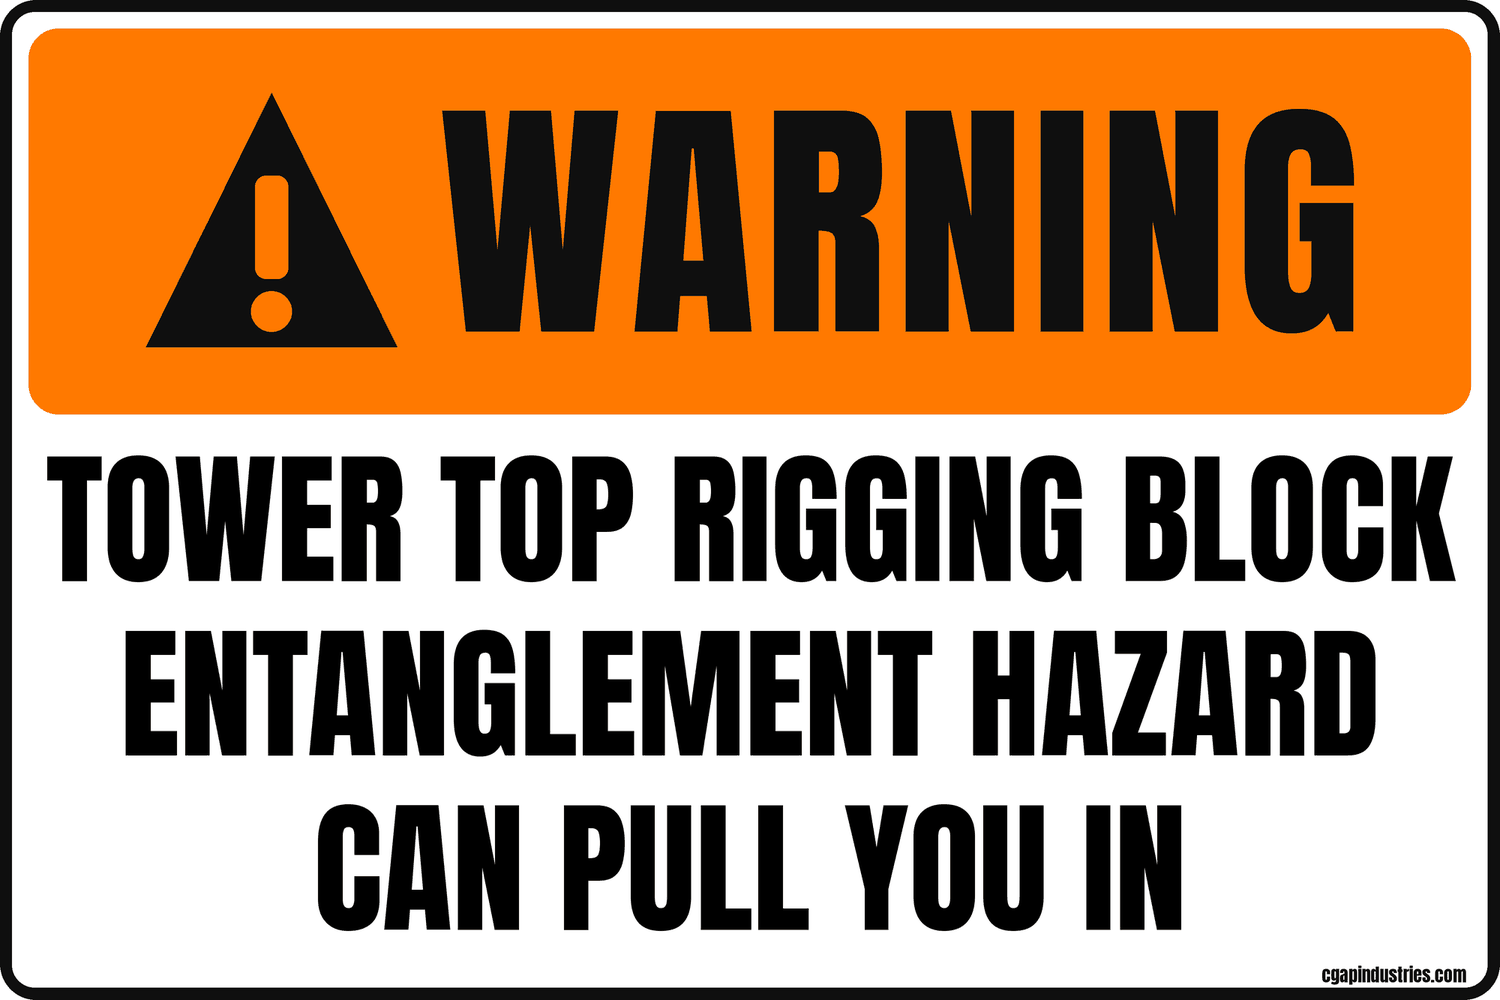 WARNING
TOWER TOP RIGGING BLOCK
ENTANGLEMENT HAZARD
CAN PULL YOU IN
cgapindustries.com